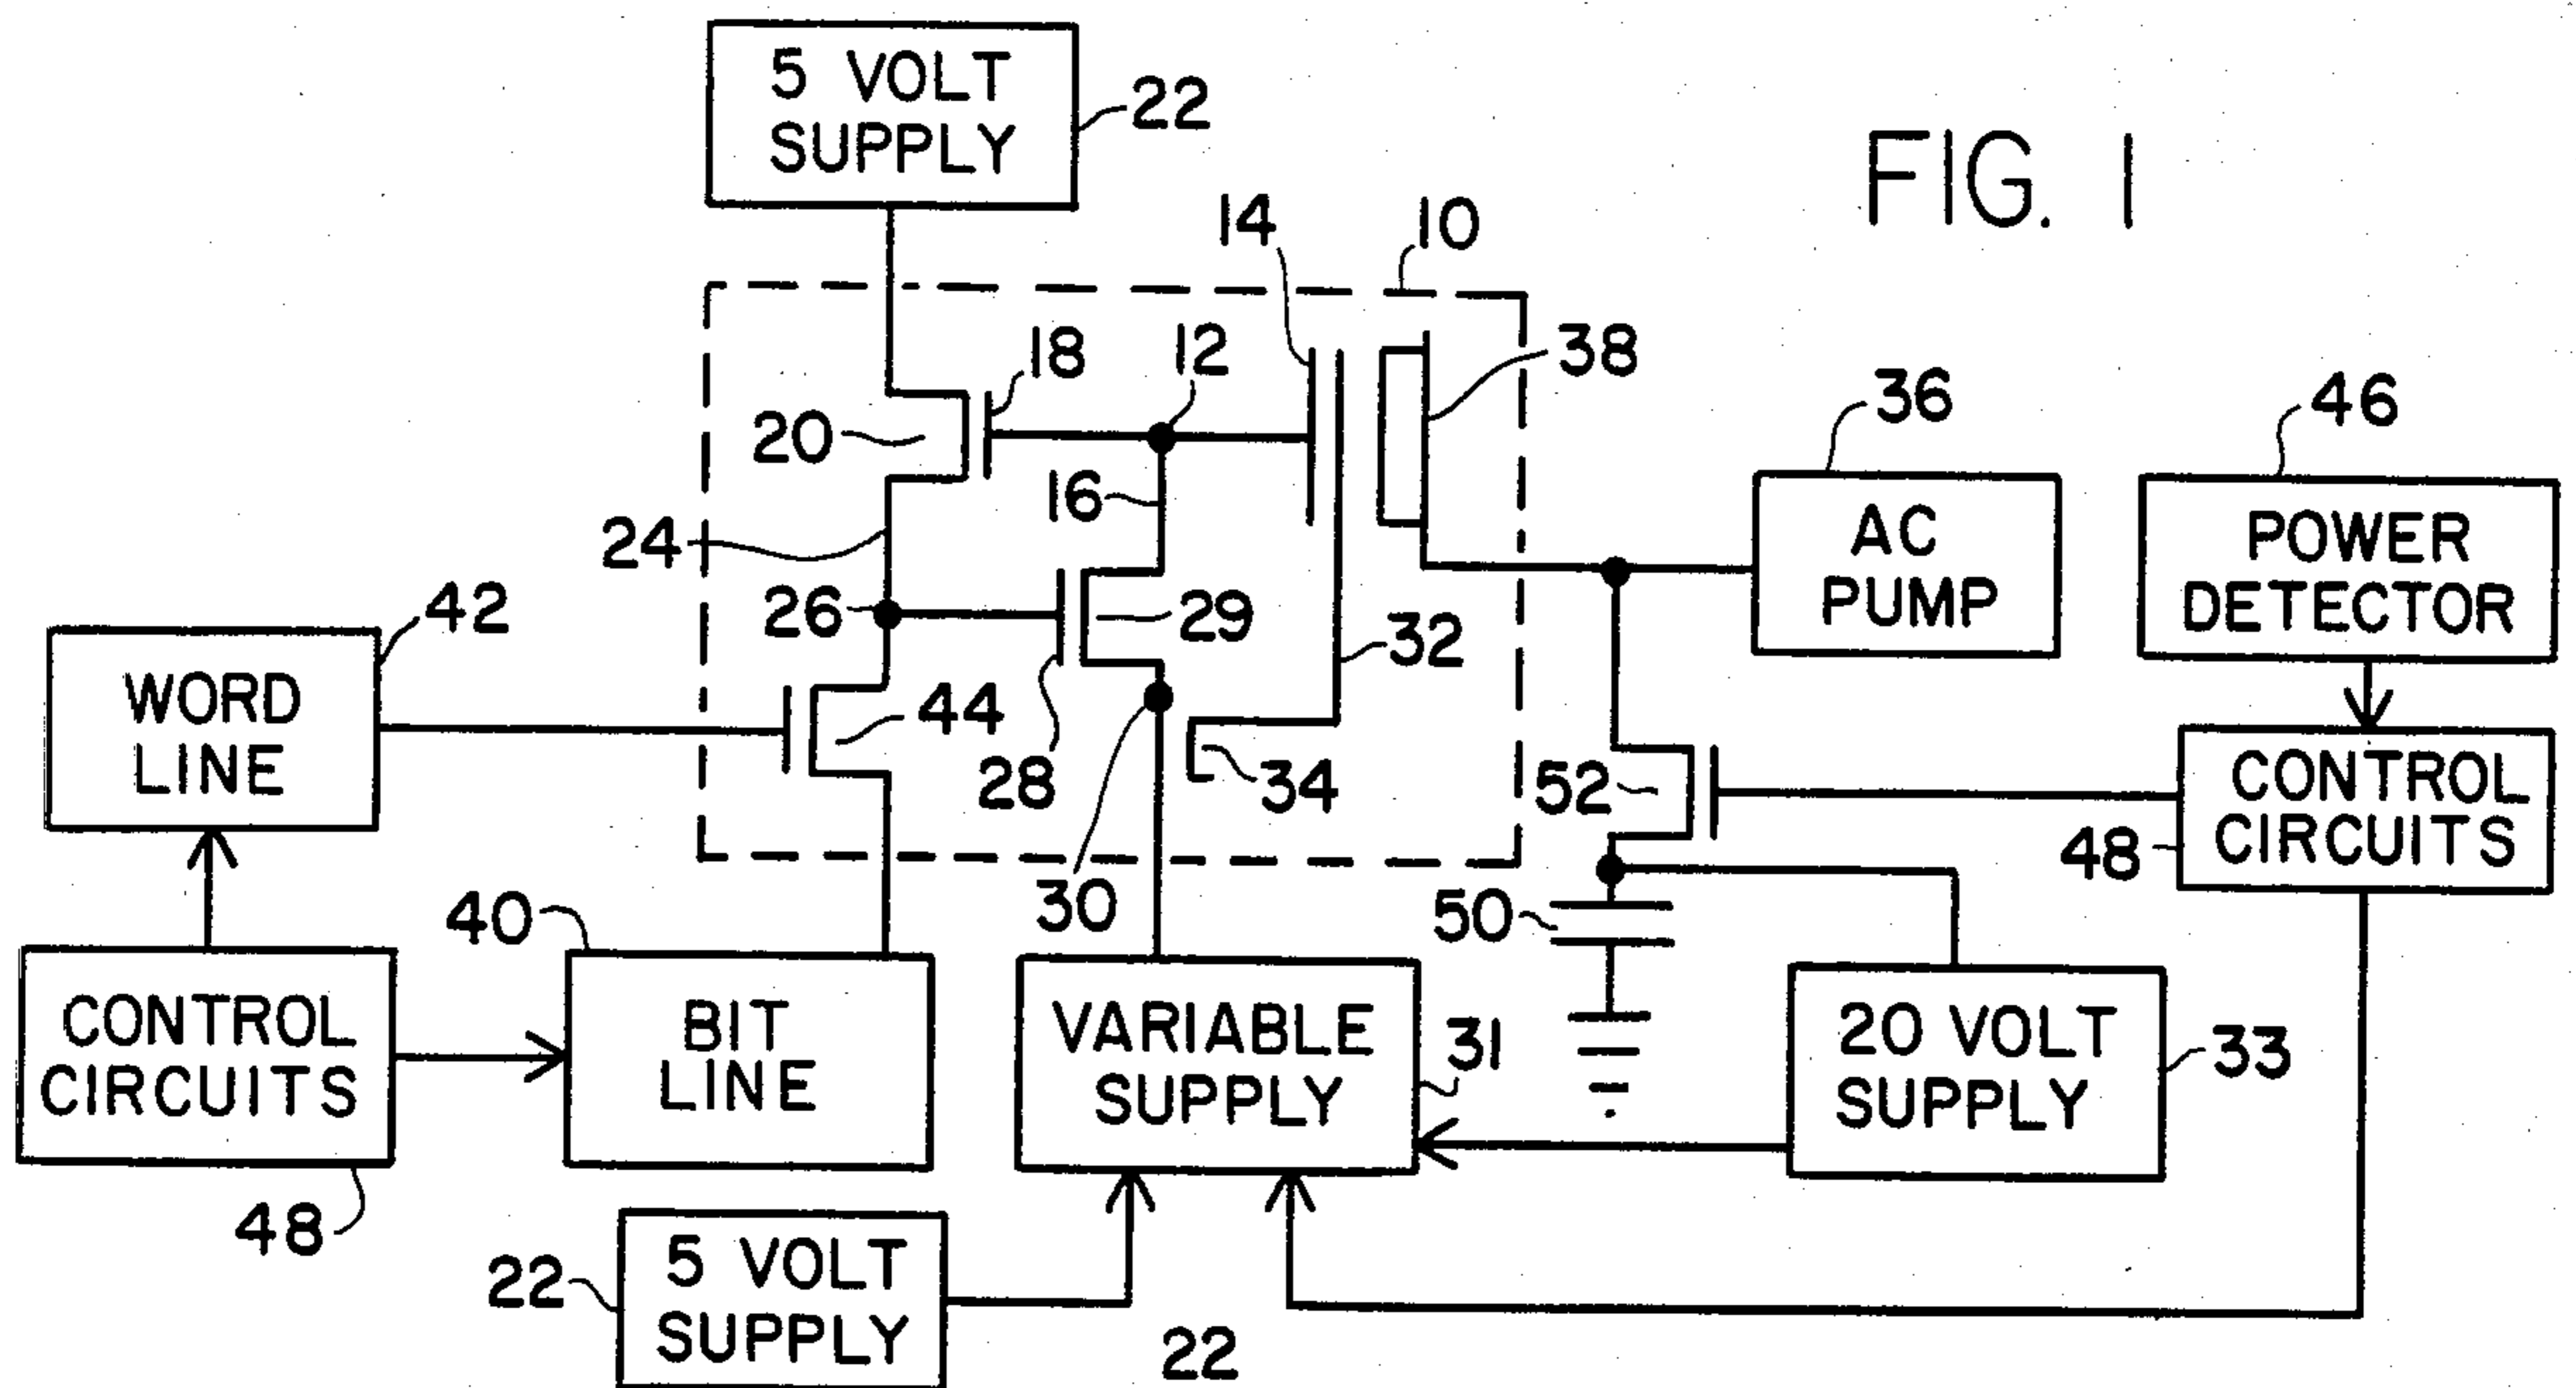 5 VOLT
SUPPLY
22
FIG. 1
14
10
18
12
38
20
36
46
16
AC
PUMP
POWER
DETECTOR
24
42
26
29
32
WORD
LINE
44
28
34
52
CONTROL
CIRCUITS
48
40
30
50
CONTROL
CIRCUITS
48
BIT
LINE
VARIABLE
SUPPLY
31
20 VOLT
SUPPLY
33
22
5 VOLT
SUPPLY
22